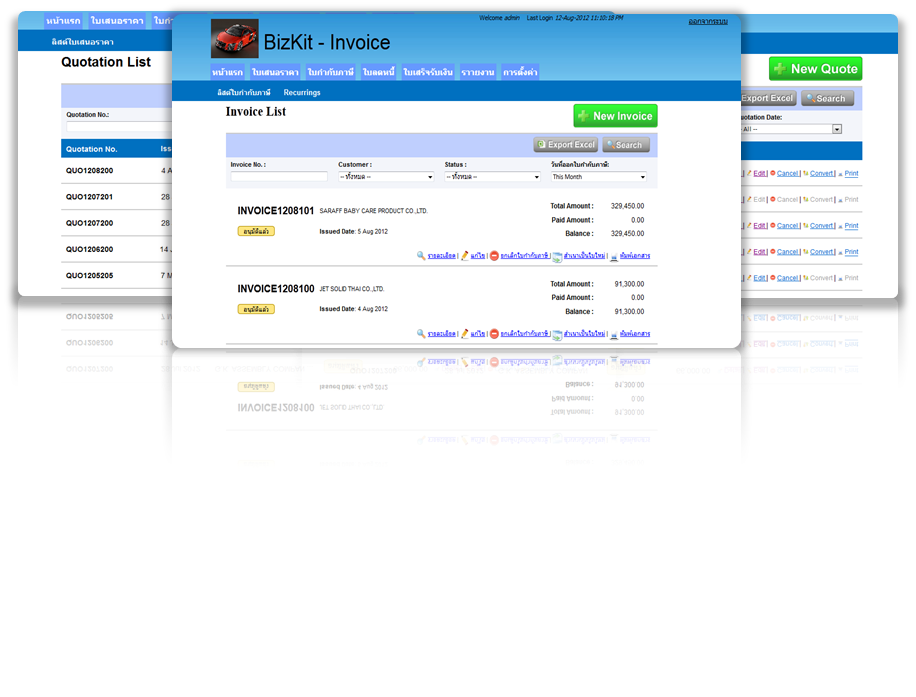 Welcome admin Last Login 12-Aug-2012 11:10:18 PM
ออกจากระบบ
BizKit - Invoice
หน้าแรก ใบเสนอราคา ใบกำกับภาษี ใบลดหนี้ ใบเสร็จรับเงิน รายงาน การตั้งค่า
ลิสต์ใบกำกับภาษี Recurrings
Invoice List
New Invoice
Export Excel Search
Invoice No. : Customer : Status : วันที่ออกใบกำกับภาษี:
-- ทั้งหมด -- -- ทั้งหมด -- This Month
INVOICE1208101 SARAFF BABY CARE PRODUCT CO.,LTD. Total Amount : 329,450.00
Paid Amount : 0.00
อนุมัติแล้ว Issued Date: 5 Aug 2012 Balance : 329,450.00
รายละเอียด | แก้ไข | ยกเลิกใบกำกับภาษี | สำเนาเป็นใบใหม่ | พิมพ์เอกสาร
INVOICE1208100 JET SOLID THAI CO.,LTD. Total Amount : 91,300.00
Paid Amount : 0.00
อนุมัติแล้ว Issued Date: 4 Aug 2012 Balance : 91,300.00
รายละเอียด | แก้ไข | ยกเลิกใบกำกับภาษี | สำเนาเป็นใบใหม่ | พิมพ์เอกสาร
หน้าแรก ใบเสนอราคา
ลิสต์ใบเสนอราคา
Quotation List
Quotation No.:
Quotation No. Iss
QUO1208200 4 A
QUO1207201 28
QUO1207200 28
QUO1206200 14
QUO1205205 7 M
New Quote
Export Excel Search
uotation Date:
All --
| Edit | Cancel | Convert | Print
| Edit | Cancel | Convert | Print
| Edit | Cancel | Convert | Print
| Edit | Cancel | Convert | Print
| Edit | Cancel | Convert | Print